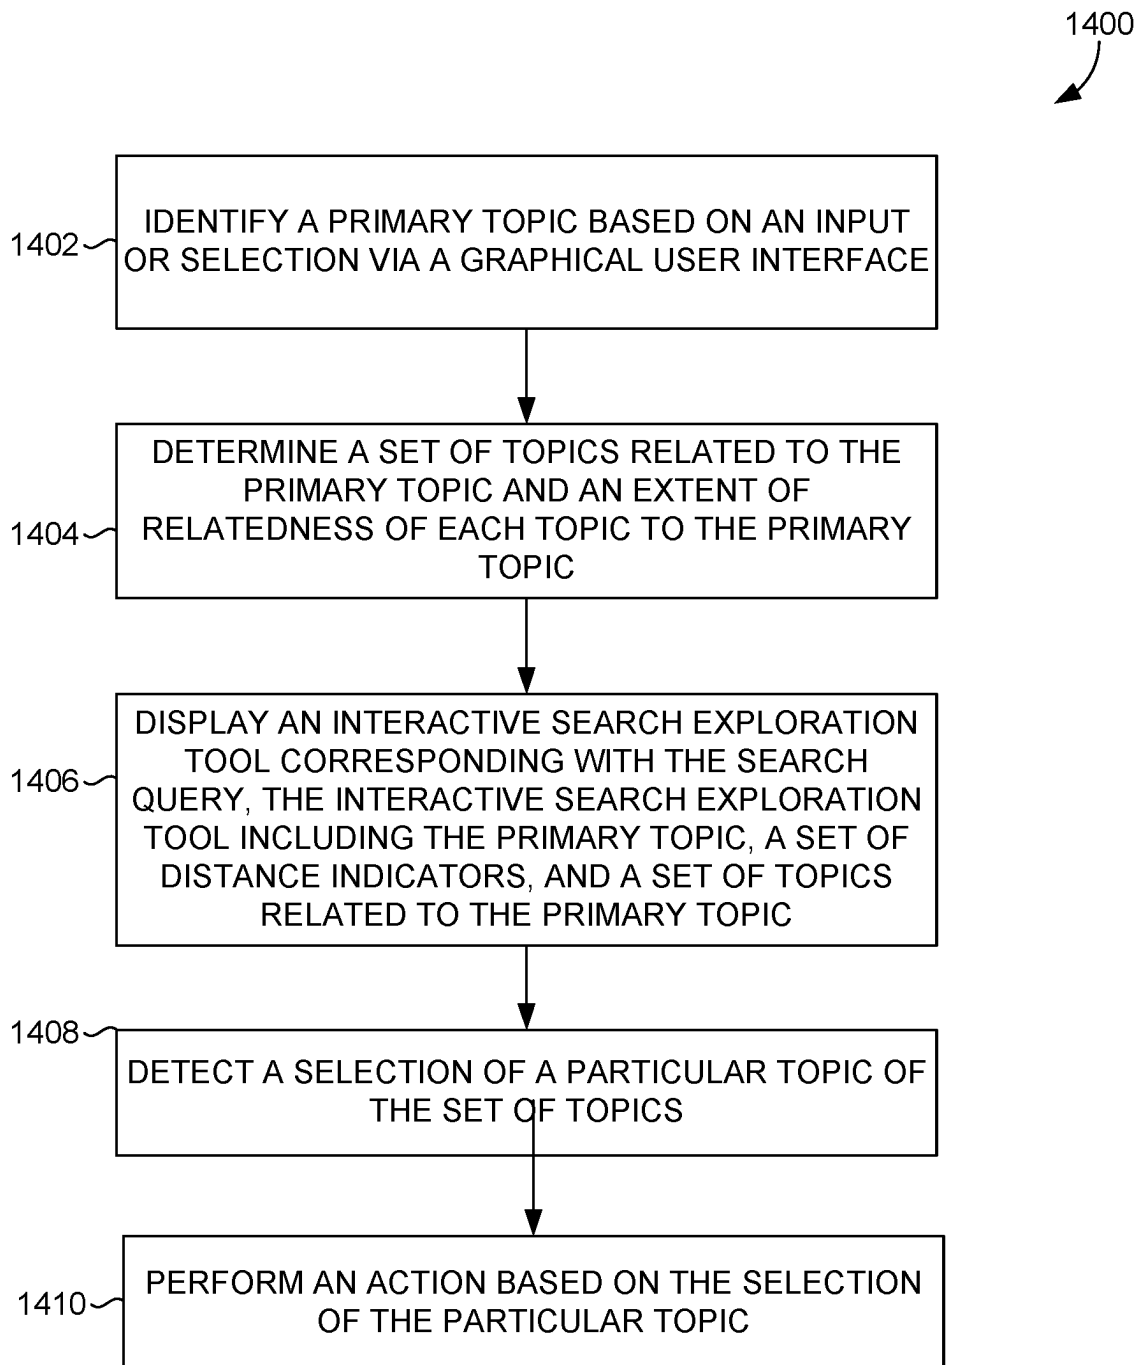 1400
1402
IDENTIFY A PRIMARY TOPIC BASED ON AN INPUT
OR SELECTION VIA A GRAPHICAL USER INTERFACE
1404
DETERMINE A SET OF TOPICS RELATED TO THE
PRIMARY TOPIC AND AN EXTENT OF
RELATEDNESS OF EACH TOPIC TO THE PRIMARY
TOPIC
1406
DISPLAY AN INTERACTIVE SEARCH EXPLORATION
TOOL CORRESPONDING WITH THE SEARCH
QUERY, THE INTERACTIVE SEARCH EXPLORATION
TOOL INCLUDING THE PRIMARY TOPIC, A SET OF
DISTANCE INDICATORS, AND A SET OF TOPICS
RELATED TO THE PRIMARY TOPIC
1408
DETECT A SELECTION OF A PARTICULAR TOPIC OF
THE SET OF TOPICS
1410
PERFORM AN ACTION BASED ON THE SELECTION
OF THE PARTICULAR TOPIC